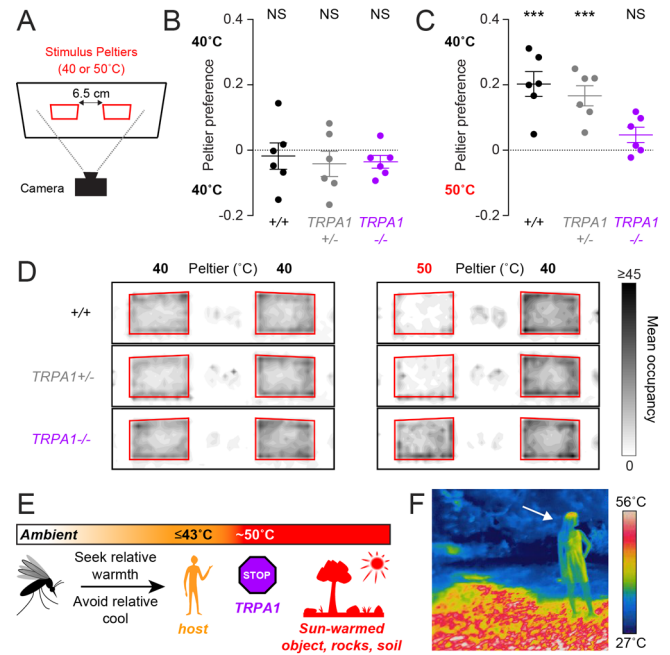 A
Stimulus Peltiers
(40 or 50˚C)
6.5 cm
Camera
B
NS NS NS
0.4
40˚C
0.2
Peltier preference
0
40˚C
-0.2
+/+
TRPA1
+/-
TRPA1
-/-
C
*** *** NS
0.4
40˚C
0.2
Peltier preference
0
50˚C
-0.2
+/+
TRPA1
+/-
TRPA1
-/-
D
40 Peltier (˚C) 40
50 Peltier (˚C) 40
+/+
TRPA1+/-
TRPA1-/-
≥45
Mean occupancy
0
E
Ambient ≤43˚C ~50˚C
Seek relative
warmth
Avoid relative
cool
host
STOP
TRPA1
Sun-warmed
object, rocks, soil
F
56˚C
27˚C